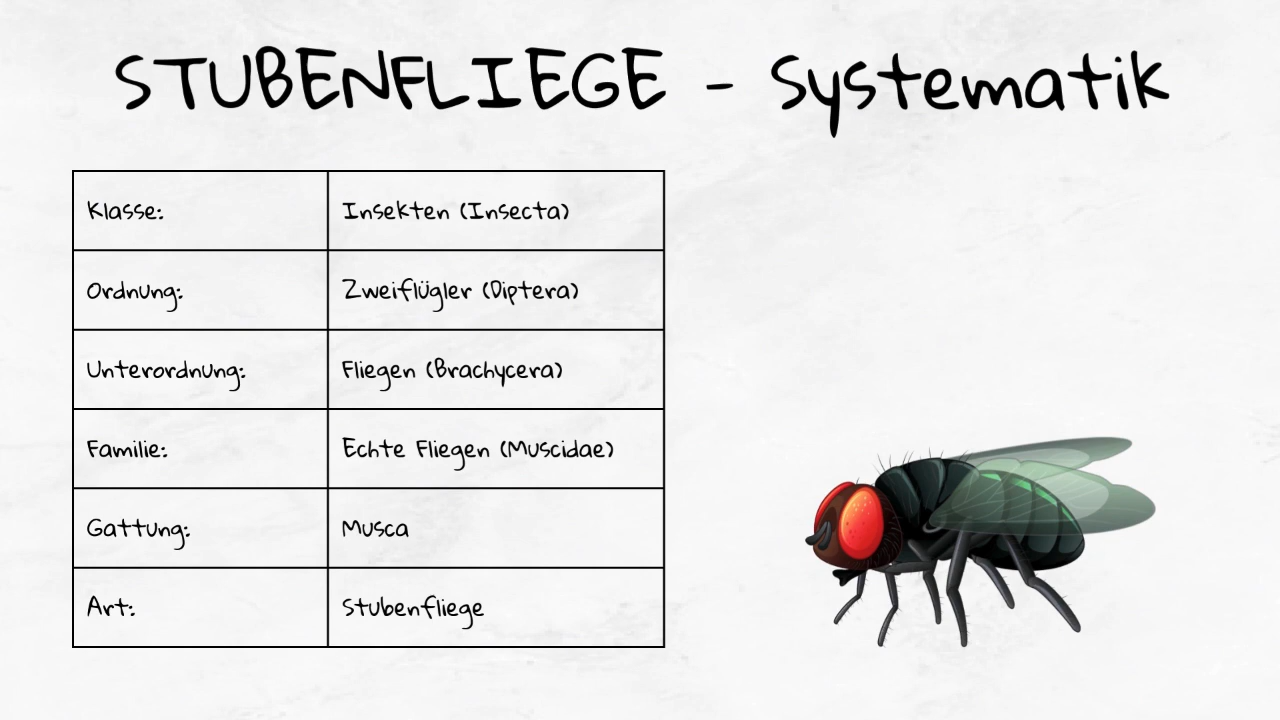 STUBENFLIEGE - Systematik
Klasse: Insekten (Insecta)
Ordnung: Zweiflügler (Diptera)
Unterordnung: Fliegen (Brachycera)
Familie: Echte Fliegen (Muscidae)
Gattung: Musca
Art: Stubenfliege